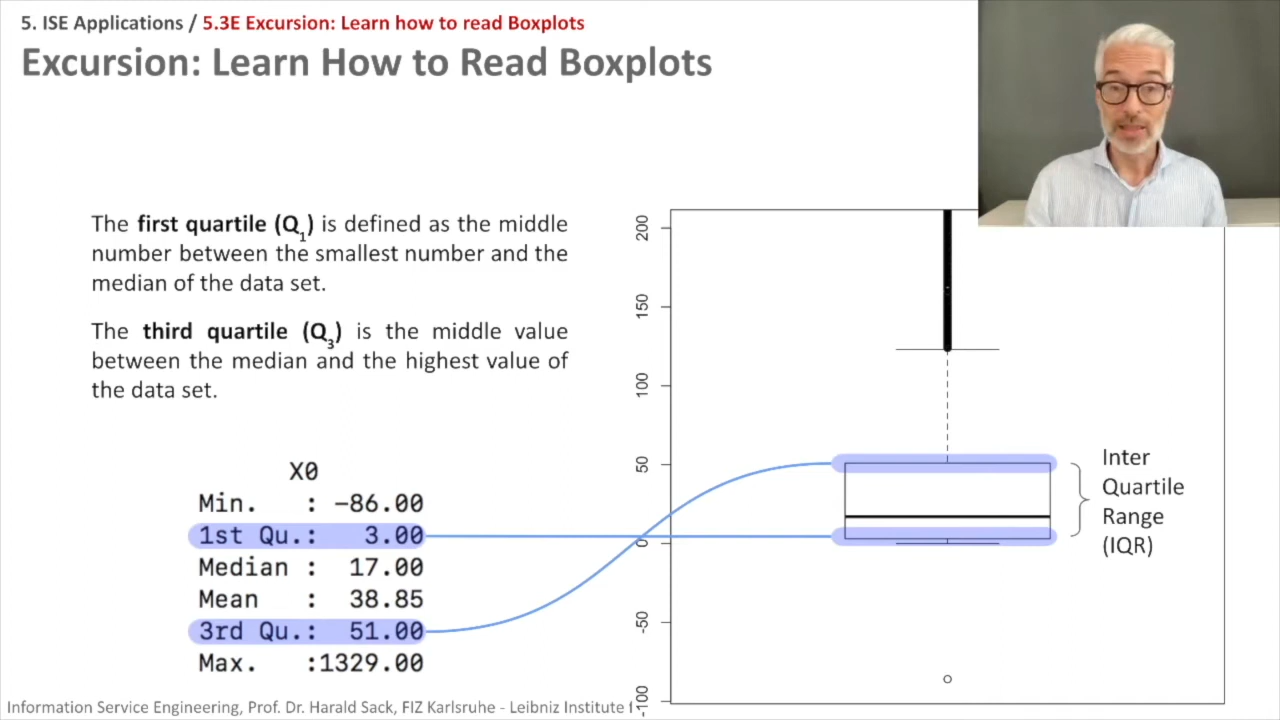 5. ISE Applications / 5.3E Excursion: Learn how to read Boxplots
Excursion: Learn How to Read Boxplots
The first quartile (Q1) is defined as the middle
number between the smallest number and the
median of the data set.
The third quartile (Q3) is the middle value
between the median and the highest value of
the data set.
X0
Min. : -86.00
1st Qu.: 3.00
Median : 17.00
Mean : 38.85
3rd Qu.: 51.00
Max. :1329.00
200
150
100
50
0
-50
-100
Inter
Quartile
Range
(IQR)
Information Service Engineering, Prof. Dr. Harald Sack, FIZ Karlsruhe - Leibniz Institute